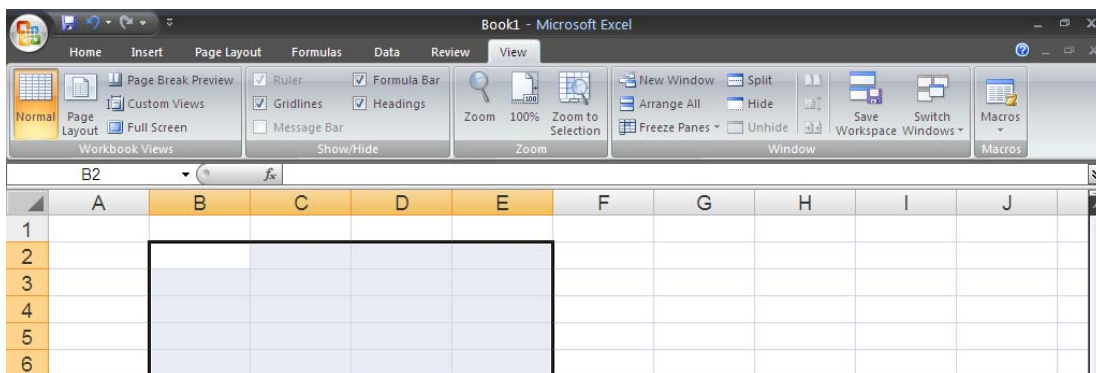 Book1 - Microsoft Excel
Home Insert Page Layout Formulas Data Review View
Page Break Preview Ruler Formula Bar New Window Split
Custom Views Gridlines Headings 100 Arrange All Hide
Normal Page Layout Full Screen Message Bar Zoom 100% Zoom to Selection Freeze Panes Unhide Save Workspace Switch Windows Macros
Workbook Views Show/Hide Zoom Window Macros
B2 fx
A B C D E F G H I J
1
2
3
4
5
6